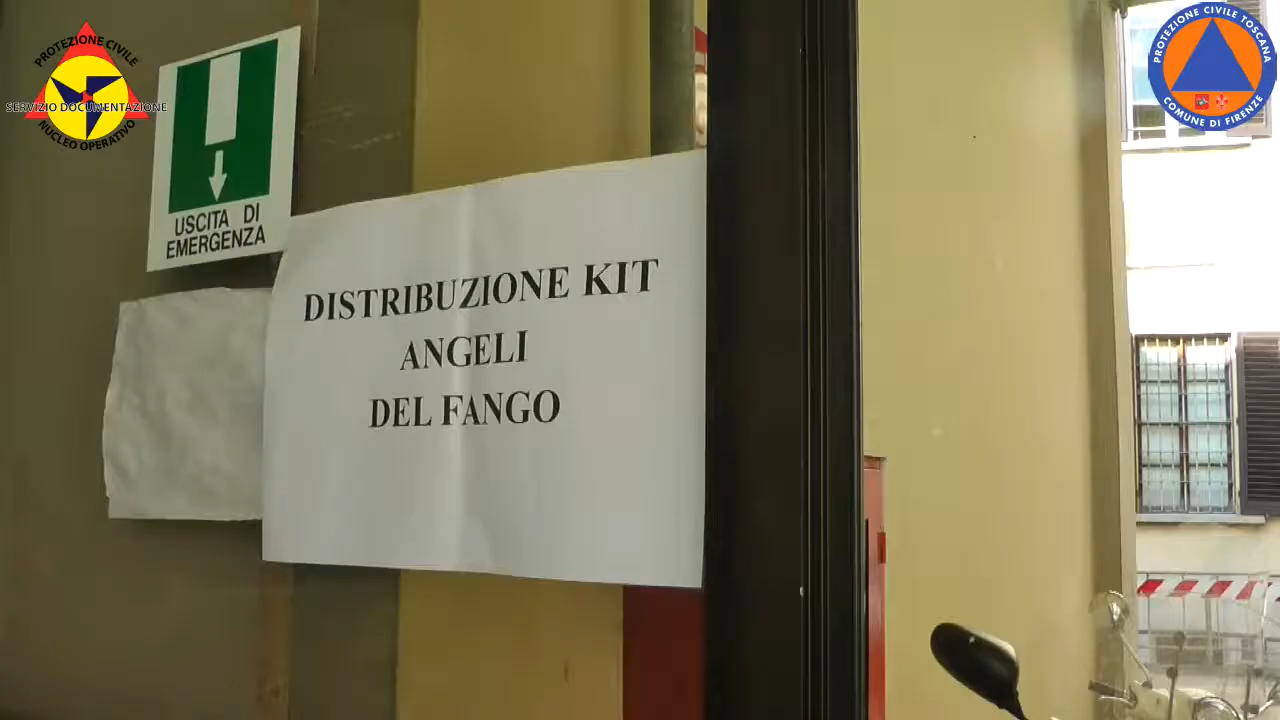 PROTEZIONE CIVILE
SERVIZIO DOCUMENTAZIONE
NUCLEO OPERATIVO
PROTEZIONE CIVILE TOSCANA
COMUNE DI FIRENZE
USCITA DI
EMERGENZA
DISTRIBUZIONE KIT
ANGELI
DEL FANGO